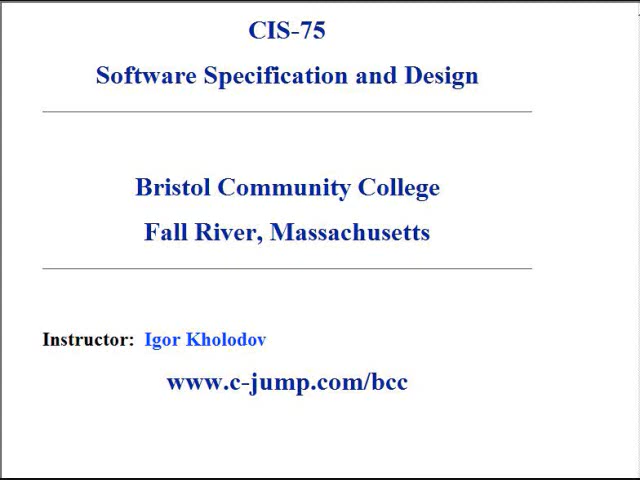 CIS-75
Software Specification and Design
Bristol Community College
Fall River, Massachusetts
Instructor: Igor Kholodov
www.c-jump.com/bcc